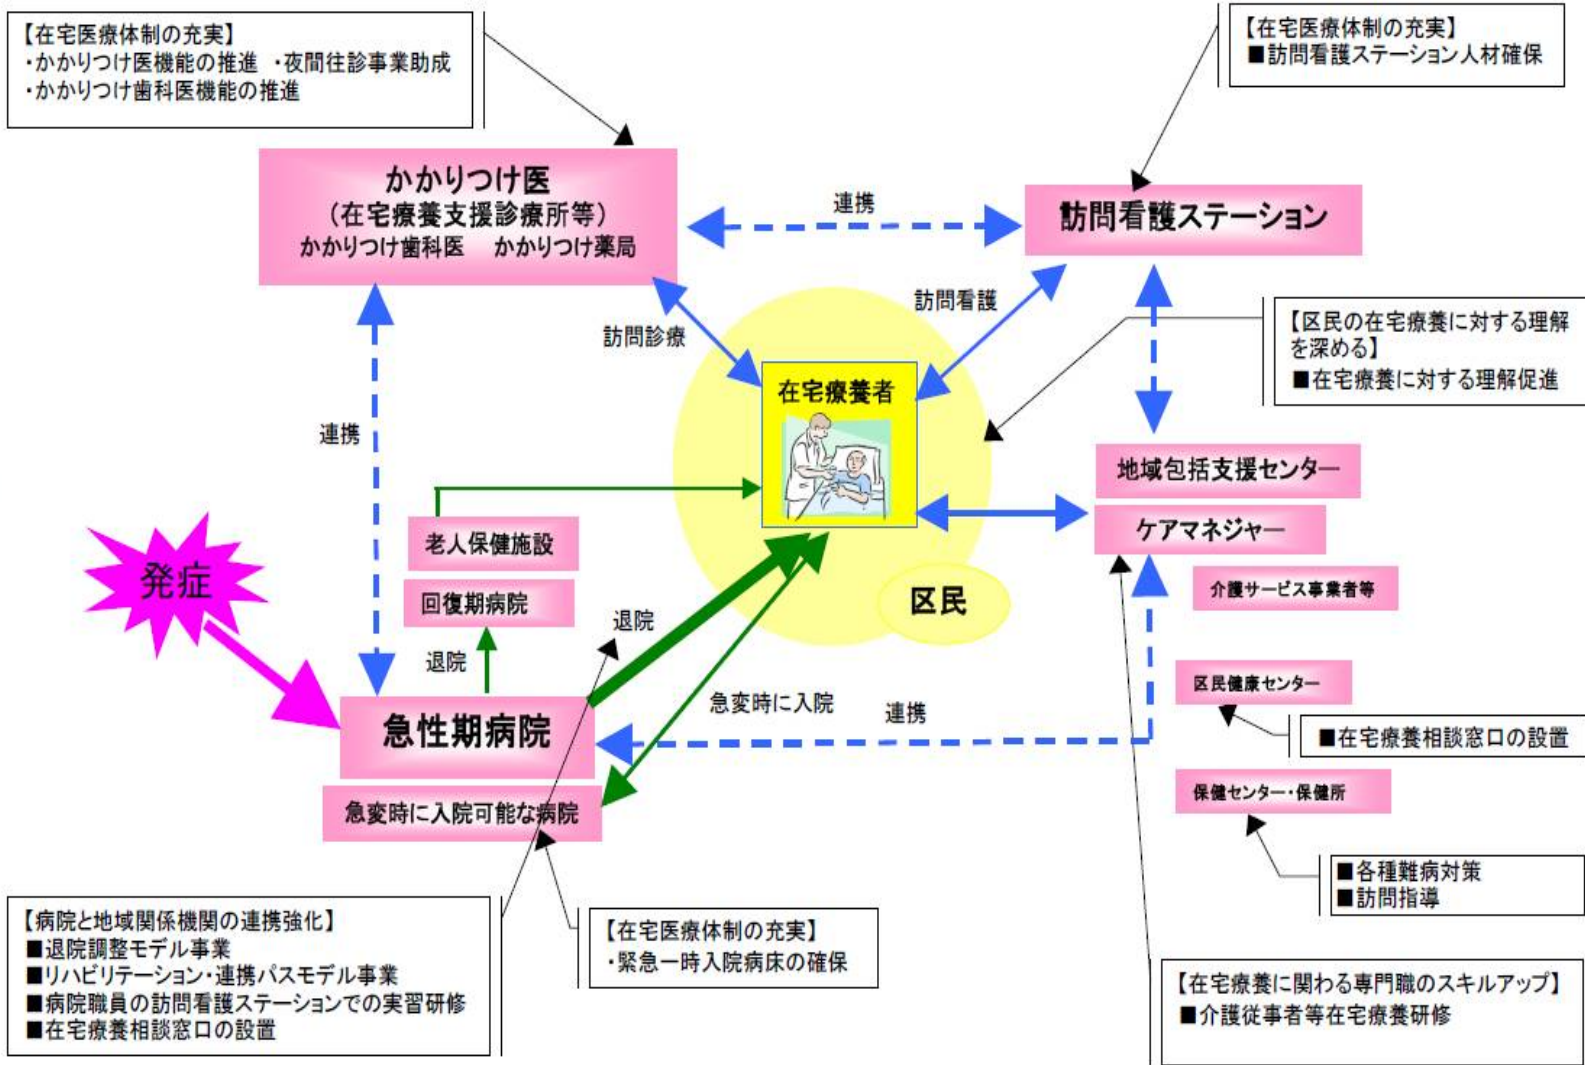 【在宅医療体制の充実】
・かかりつけ医機能の推進 ・夜間往診事業助成
・かかりつけ歯科医機能の推進
【在宅医療体制の充実】
■訪問看護ステーション人材確保
かかりつけ医
（在宅療養支援診療所等）
かかりつけ歯科医 かかりつけ薬局
連携
訪問看護ステーション
訪問診療
訪問看護
【区民の在宅療養に対する理解
を深める】
■在宅療養に対する理解促進
在宅療養者
連携
地域包括支援センター
ケアマネジャー
老人保健施設
発症
回復期病院
介護サービス事業者等
区民
退院
退院
区民健康センター
急変時に入院
連携
急性期病院
■在宅療養相談窓口の設置
保健センター・保健所
急変時に入院可能な病院
■各種難病対策
■訪問指導
【病院と地域関係機関の連携強化】
■退院調整モデル事業
■リハビリテーション・連携パスモデル事業
■病院職員の訪問看護ステーションでの実習研修
■在宅療養相談窓口の設置
【在宅医療体制の充実】
・緊急一時入院病床の確保
【在宅療養に関わる専門職のスキルアップ】
■介護従事者等在宅療養研修